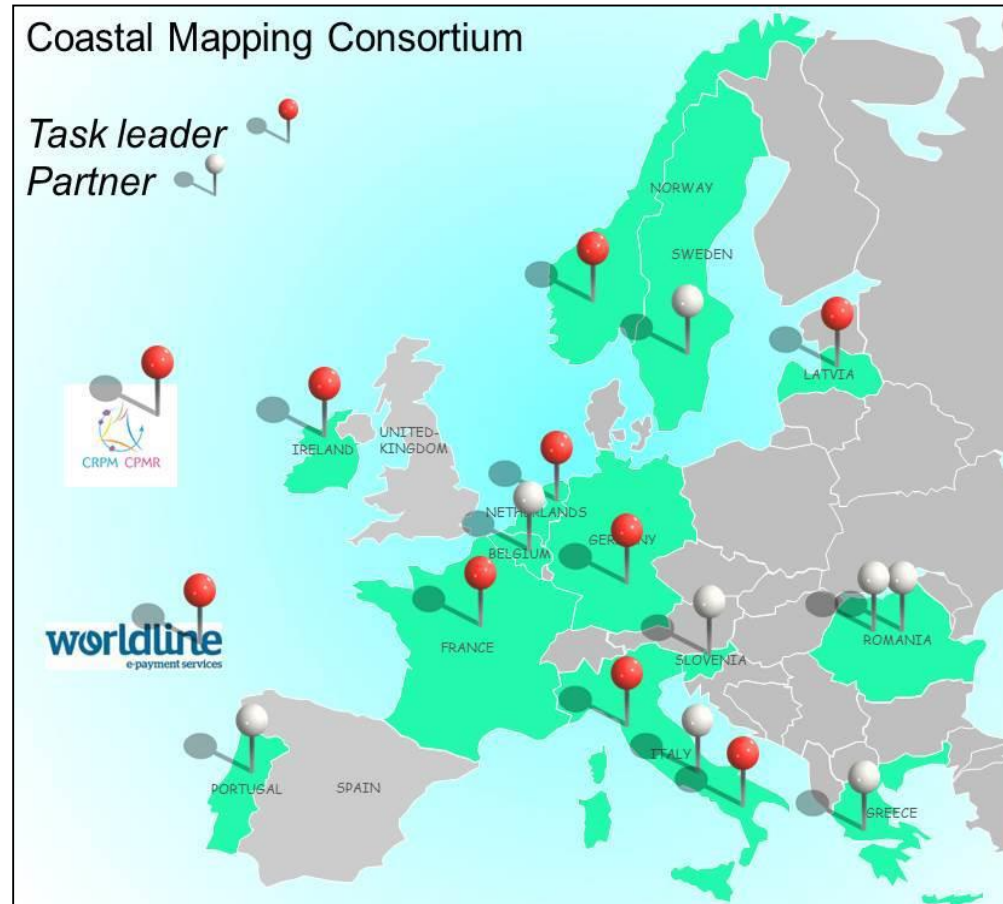 Coastal Mapping Consortium
Task leader
Partner
NORWAY
SWEDEN
LATVIA
CRPM CPMR
IRELAND
UNITED-
KINGDOM
NETHERLANDS
BELGIUM
GERMANY
worldline
e-payment services
FRANCE
SLOVENIA
ROMANIA
PORTUGAL
SPAIN
ITALY
GREECE